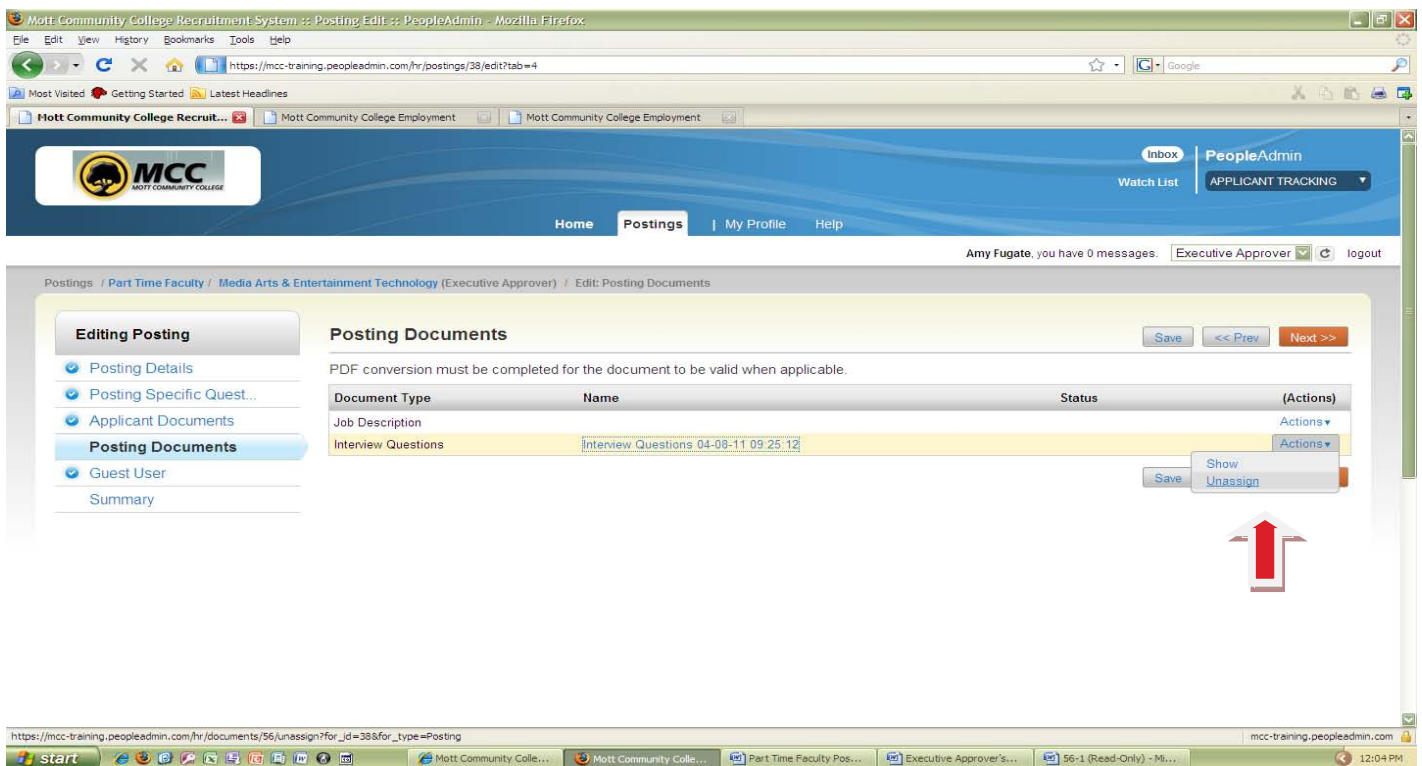 Mott Community College Recruitment System :: Posting Edit :: PeopleAdmin - Mozilla Firefox
File Edit View History Bookmarks Tools Help
https://mcc-training.peopleadmin.com/hr/postings/38/edit?tab=4
G Google
Most Visited Getting Started Latest Headlines
Mott Community College Recruit... Mott Community College Employment Mott Community College Employment
MCC
MOTT COMMUNITY COLLEGE
Inbox PeopleAdmin
Watch List APPLICANT TRACKING
Home Postings | My Profile Help
Amy Fugate, you have 0 messages. Executive Approver logout
Postings / Part Time Faculty / Media Arts & Entertainment Technology (Executive Approver) / Edit: Posting Documents
Editing Posting
Posting Details
Posting Specific Quest...
Applicant Documents
Posting Documents
Guest User
Summary
Posting Documents
Save << Prev Next >>
PDF conversion must be completed for the document to be valid when applicable.
Document Type Name Status (Actions)
Job Description Actions
Interview Questions Interview Questions 04-08-11 09:25:12 Actions
Show
Save Unassign
https://mcc-training.peopleadmin.com/hr/documents/56/unassign?for_id=38&for_type=Posting
mcc-training.peopleadmin.com
start Mott Community Colle... Mott Community Colle... Part Time Faculty Pos... Executive Approver's... 56-1 (Read-Only) - Mi... 12:04 PM